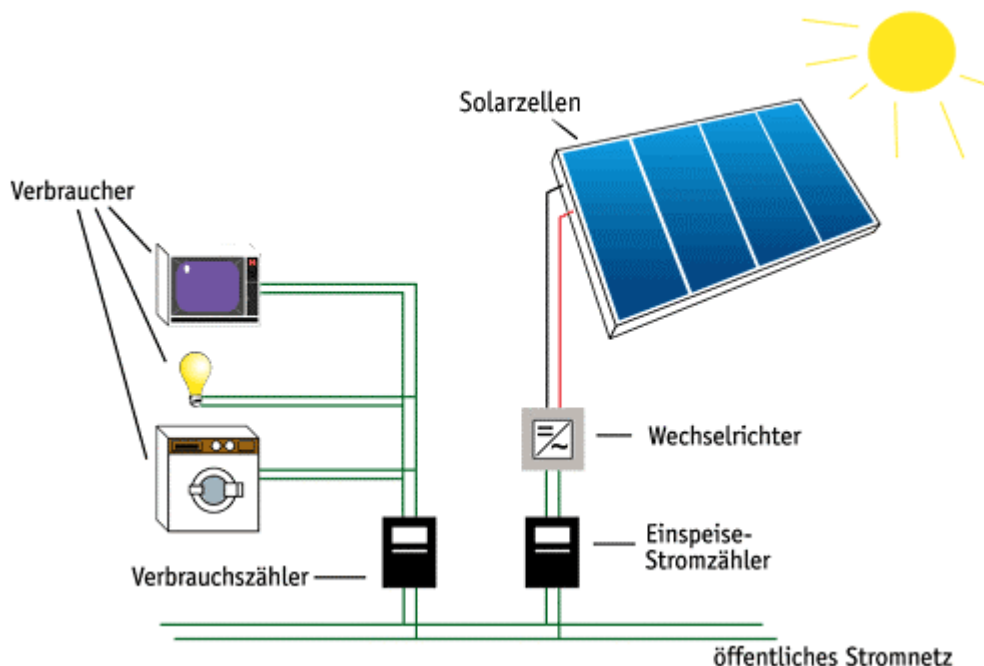 Solarzellen
Verbraucher
Wechselrichter
Einspeise-
Stromzähler
Verbrauchszähler
öffentliches Stromnetz